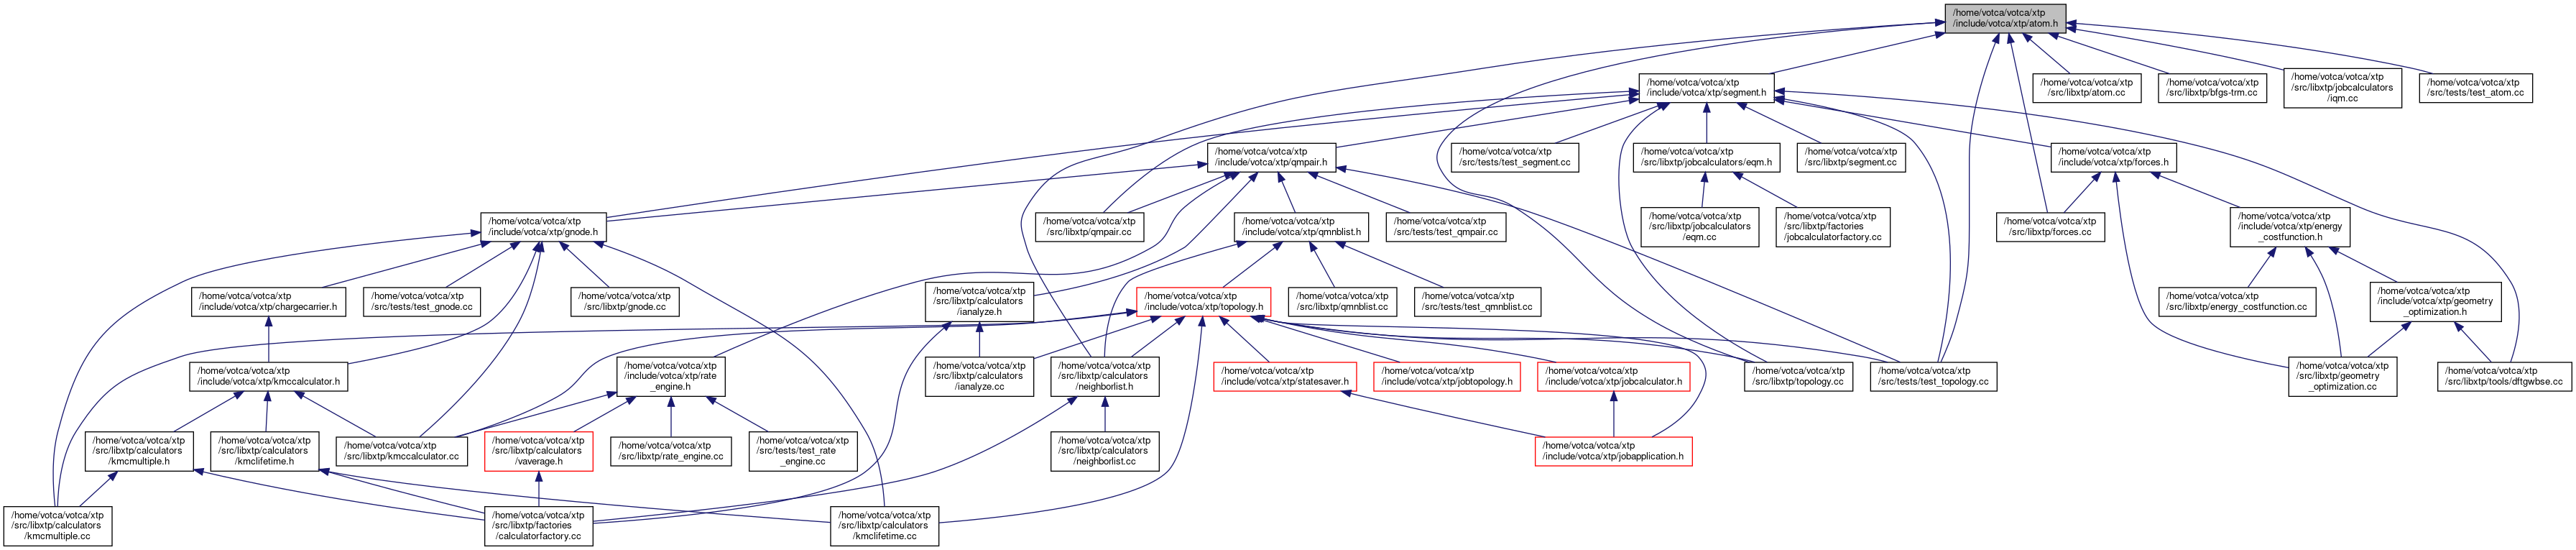 /home/votca/votca/xtp
/include/votca/xtp/atom.h
/home/votca/votca/xtp
/include/votca/xtp/segment.h
/home/votca/votca/xtp
/src/libxtp/atom.cc
/home/votca/votca/xtp
/src/libxtp/bfgs-trm.cc
/home/votca/votca/xtp
/src/libxtp/jobcalculators
/iqm.cc
/home/votca/votca/xtp
/src/tests/test_atom.cc
/home/votca/votca/xtp
/include/votca/xtp/qmpair.h
/home/votca/votca/xtp
/src/tests/test_segment.cc
/home/votca/votca/xtp
/src/libxtp/jobcalculators/eqm.h
/home/votca/votca/xtp
/src/libxtp/segment.cc
/home/votca/votca/xtp
/include/votca/xtp/forces.h
/home/votca/votca/xtp
/include/votca/xtp/gnode.h
/home/votca/votca/xtp
/src/libxtp/qmpair.cc
/home/votca/votca/xtp
/include/votca/xtp/qmnblist.h
/home/votca/votca/xtp
/src/tests/test_qmpair.cc
/home/votca/votca/xtp
/src/libxtp/jobcalculators
/eqm.cc
/home/votca/votca/xtp
/src/libxtp/factories
/jobcalculatorfactory.cc
/home/votca/votca/xtp
/src/libxtp/forces.cc
/home/votca/votca/xtp
/include/votca/xtp/energy
_costfunction.h
/home/votca/votca/xtp
/include/votca/xtp/chargecarrier.h
/home/votca/votca/xtp
/src/tests/test_gnode.cc
/home/votca/votca/xtp
/src/libxtp/gnode.cc
/home/votca/votca/xtp
/src/libxtp/calculators
/ianalyze.h
/home/votca/votca/xtp
/include/votca/xtp/topology.h
/home/votca/votca/xtp
/src/libxtp/qmnblist.cc
/home/votca/votca/xtp
/src/tests/test_qmnblist.cc
/home/votca/votca/xtp
/src/libxtp/energy_costfunction.cc
/home/votca/votca/xtp
/include/votca/xtp/geometry
_optimization.h
/home/votca/votca/xtp
/include/votca/xtp/kmccalculator.h
/home/votca/votca/xtp
/include/votca/xtp/rate
_engine.h
/home/votca/votca/xtp
/src/libxtp/calculators
/ianalyze.cc
/home/votca/votca/xtp
/src/libxtp/calculators
/neighborlist.h
/home/votca/votca/xtp
/include/votca/xtp/statesaver.h
/home/votca/votca/xtp
/include/votca/xtp/jobtopology.h
/home/votca/votca/xtp
/include/votca/xtp/jobcalculator.h
/home/votca/votca/xtp
/src/libxtp/topology.cc
/home/votca/votca/xtp
/src/tests/test_topology.cc
/home/votca/votca/xtp
/src/libxtp/geometry
_optimization.cc
/home/votca/votca/xtp
/src/libxtp/tools/dftgwbse.cc
/home/votca/votca/xtp
/src/libxtp/calculators
/kmcmultiple.h
/home/votca/votca/xtp
/src/libxtp/calculators
/kmclifetime.h
/home/votca/votca/xtp
/src/libxtp/kmccalculator.cc
/home/votca/votca/xtp
/src/libxtp/calculators
/vaverage.h
/home/votca/votca/xtp
/src/libxtp/rate_engine.cc
/home/votca/votca/xtp
/src/tests/test_rate
_engine.cc
/home/votca/votca/xtp
/src/libxtp/calculators
/neighborlist.cc
/home/votca/votca/xtp
/include/votca/xtp/jobapplication.h
/home/votca/votca/xtp
/src/libxtp/calculators
/kmcmultiple.cc
/home/votca/votca/xtp
/src/libxtp/factories
/calculatorfactory.cc
/home/votca/votca/xtp
/src/libxtp/calculators
/kmclifetime.cc